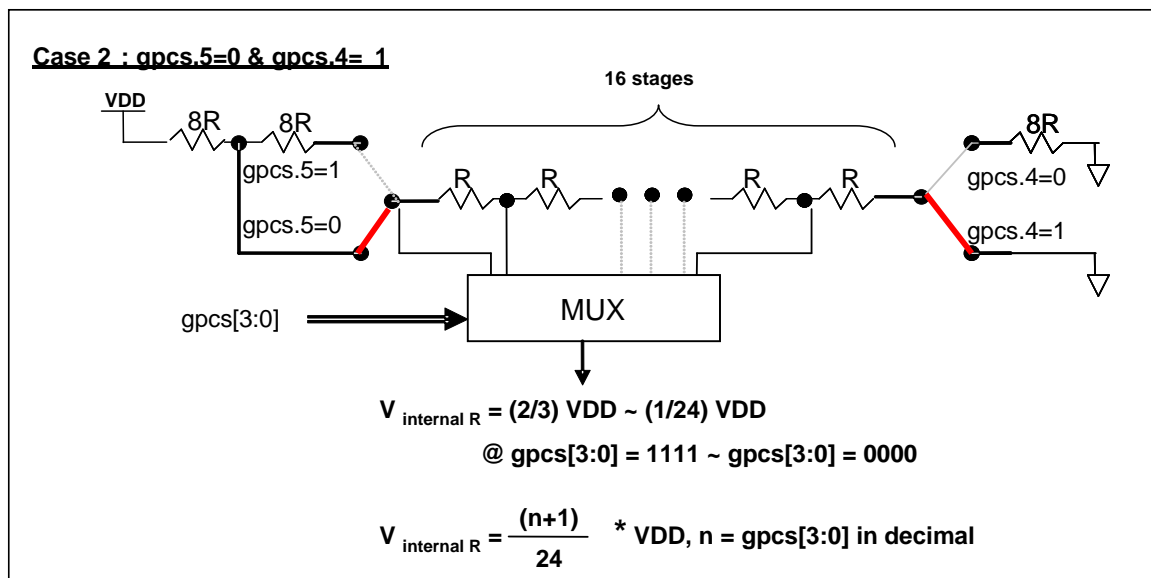 Case 2 : gpcs.5=0 & gpcs.4= 1
16 stages
VDD
8R
8R
8R
gpcs.5=1
gpcs.4=0
R
R
R
R
gpcs.5=0
gpcs.4=1
gpcs[3:0]
MUX
V internal R = (2/3) VDD ~ (1/24) VDD
@ gpcs[3:0] = 1111 ~ gpcs[3:0] = 0000
(n+1)
V internal R = * VDD, n = gpcs[3:0] in decimal
24